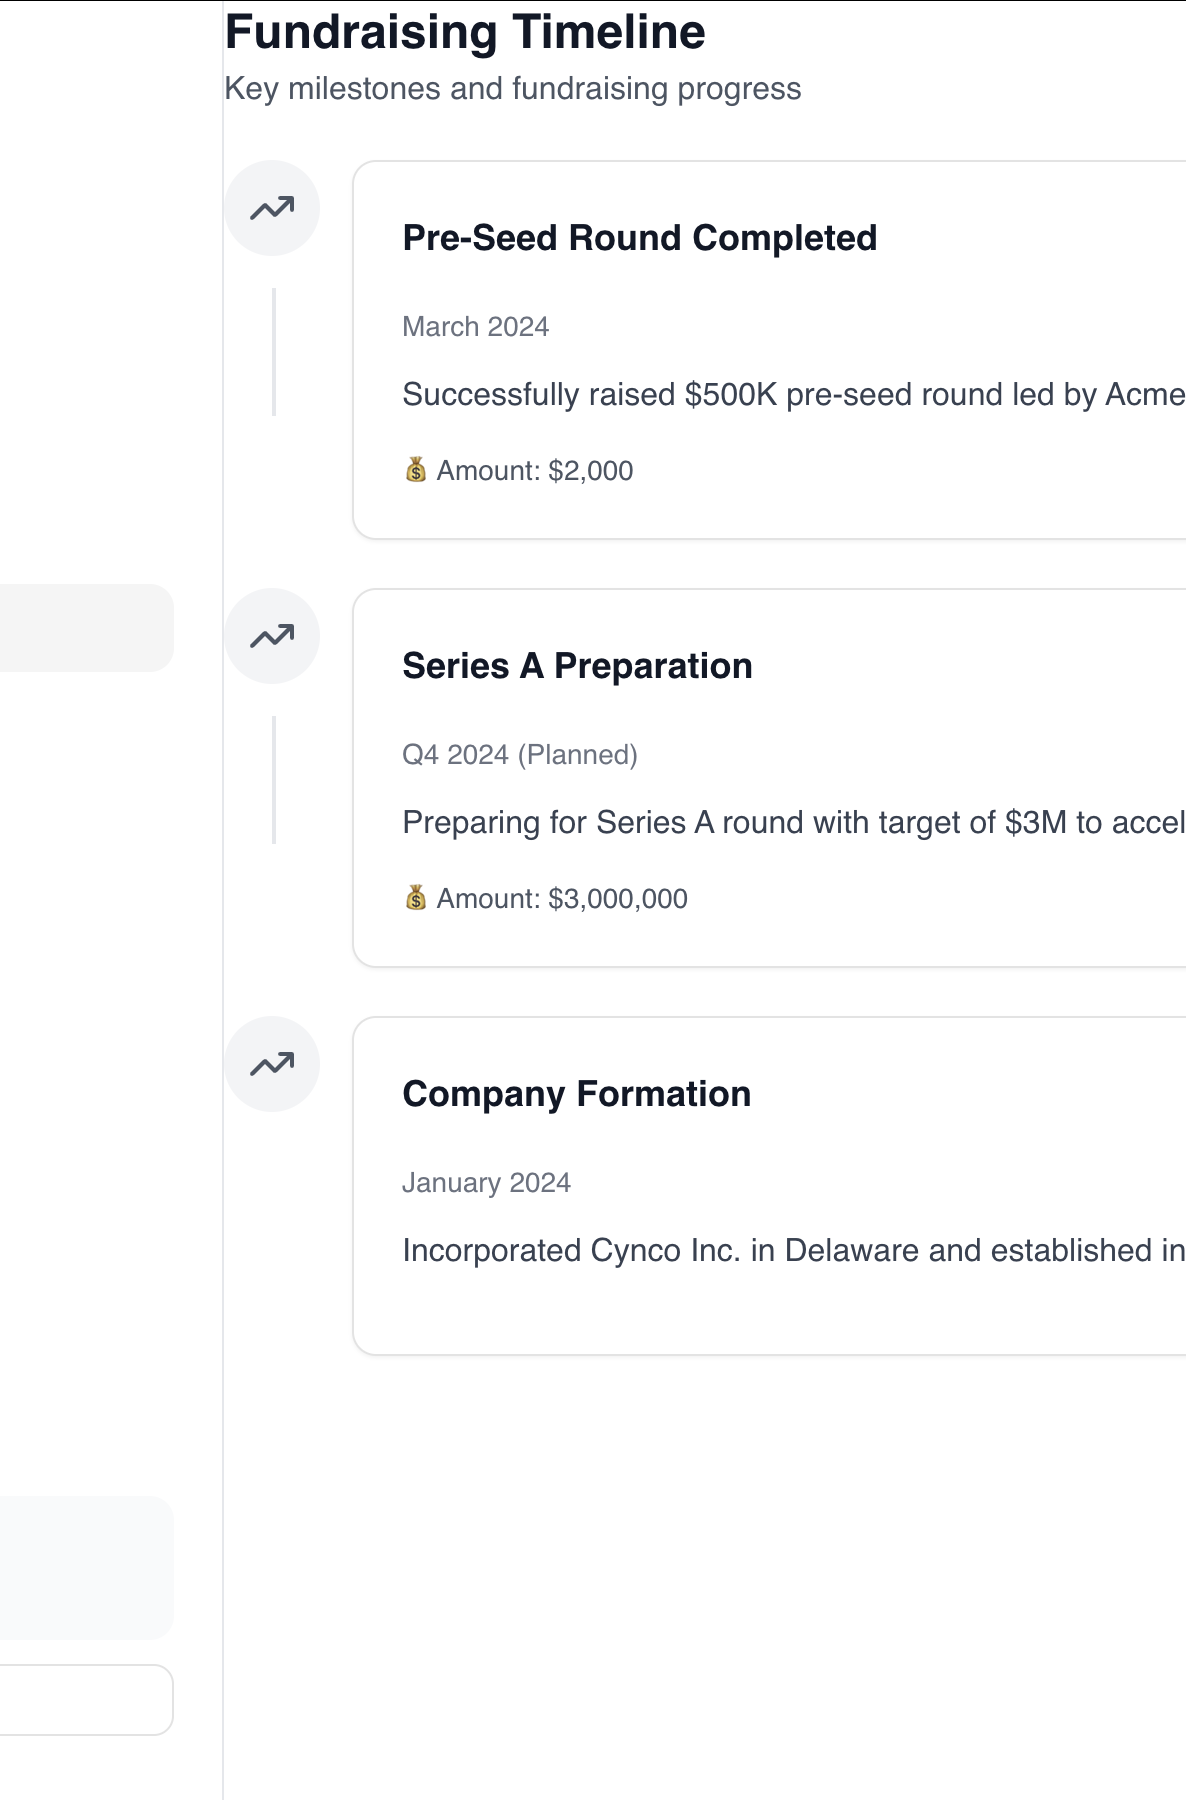 Fundraising Timeline
Key milestones and fundraising progress
Pre-Seed Round Completed
March 2024
Successfully raised $500K pre-seed round led by Acme
💰 Amount: $2,000
Series A Preparation
Q4 2024 (Planned)
Preparing for Series A round with target of $3M to accel
💰 Amount: $3,000,000
Company Formation
January 2024
Incorporated Cynco Inc. in Delaware and established in